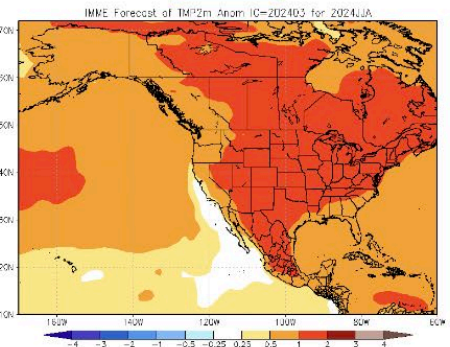 IMME Forecast of TMP2m Anom IC=202403 for 2024JJA
70N
60N
50N
40N
30N
20N
10N
160W 140W 120W 100W 80W 60W
-4 -3 -2 -1 -0.5 -0.25 0.25 0.5 1 2 3 4